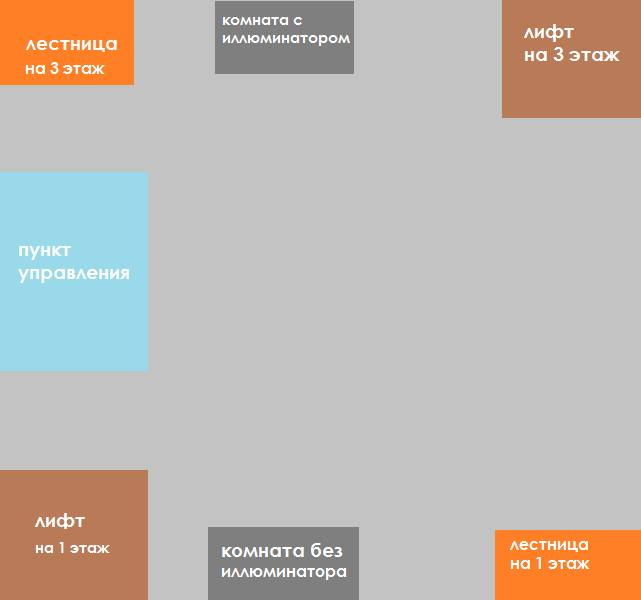 лестница
на 3 этаж
комната с
иллюминатором
лифт
на 3 этаж
пункт
управления
лифт
на 1 этаж
комната без
иллюминатора
лестница
на 1 этаж